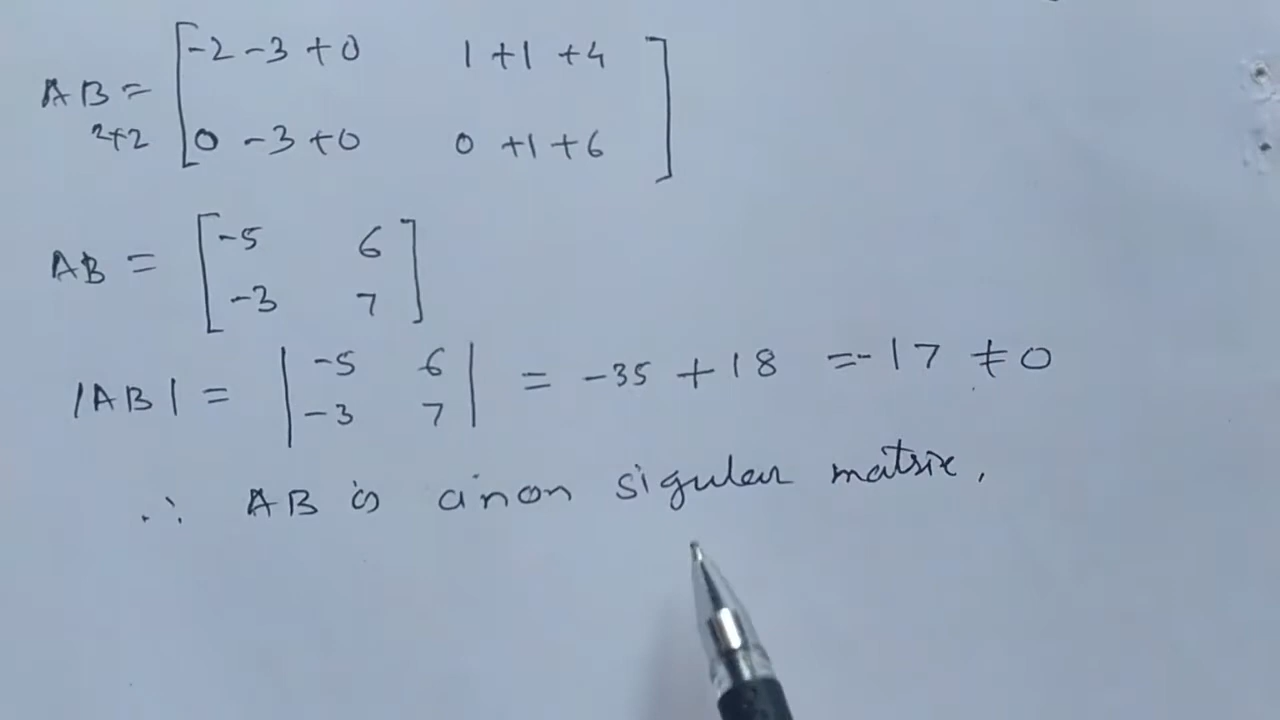 AB = [ -2 -3 +0 1 +1 +4
2×2 0 -3 +0 0 +1 +6 ]
AB = [ -5 6
-3 7 ]
|AB| = | -5 6
-3 7 | = -35 + 18 = -17 ≠ 0
∴ AB is a non sigular matrix.